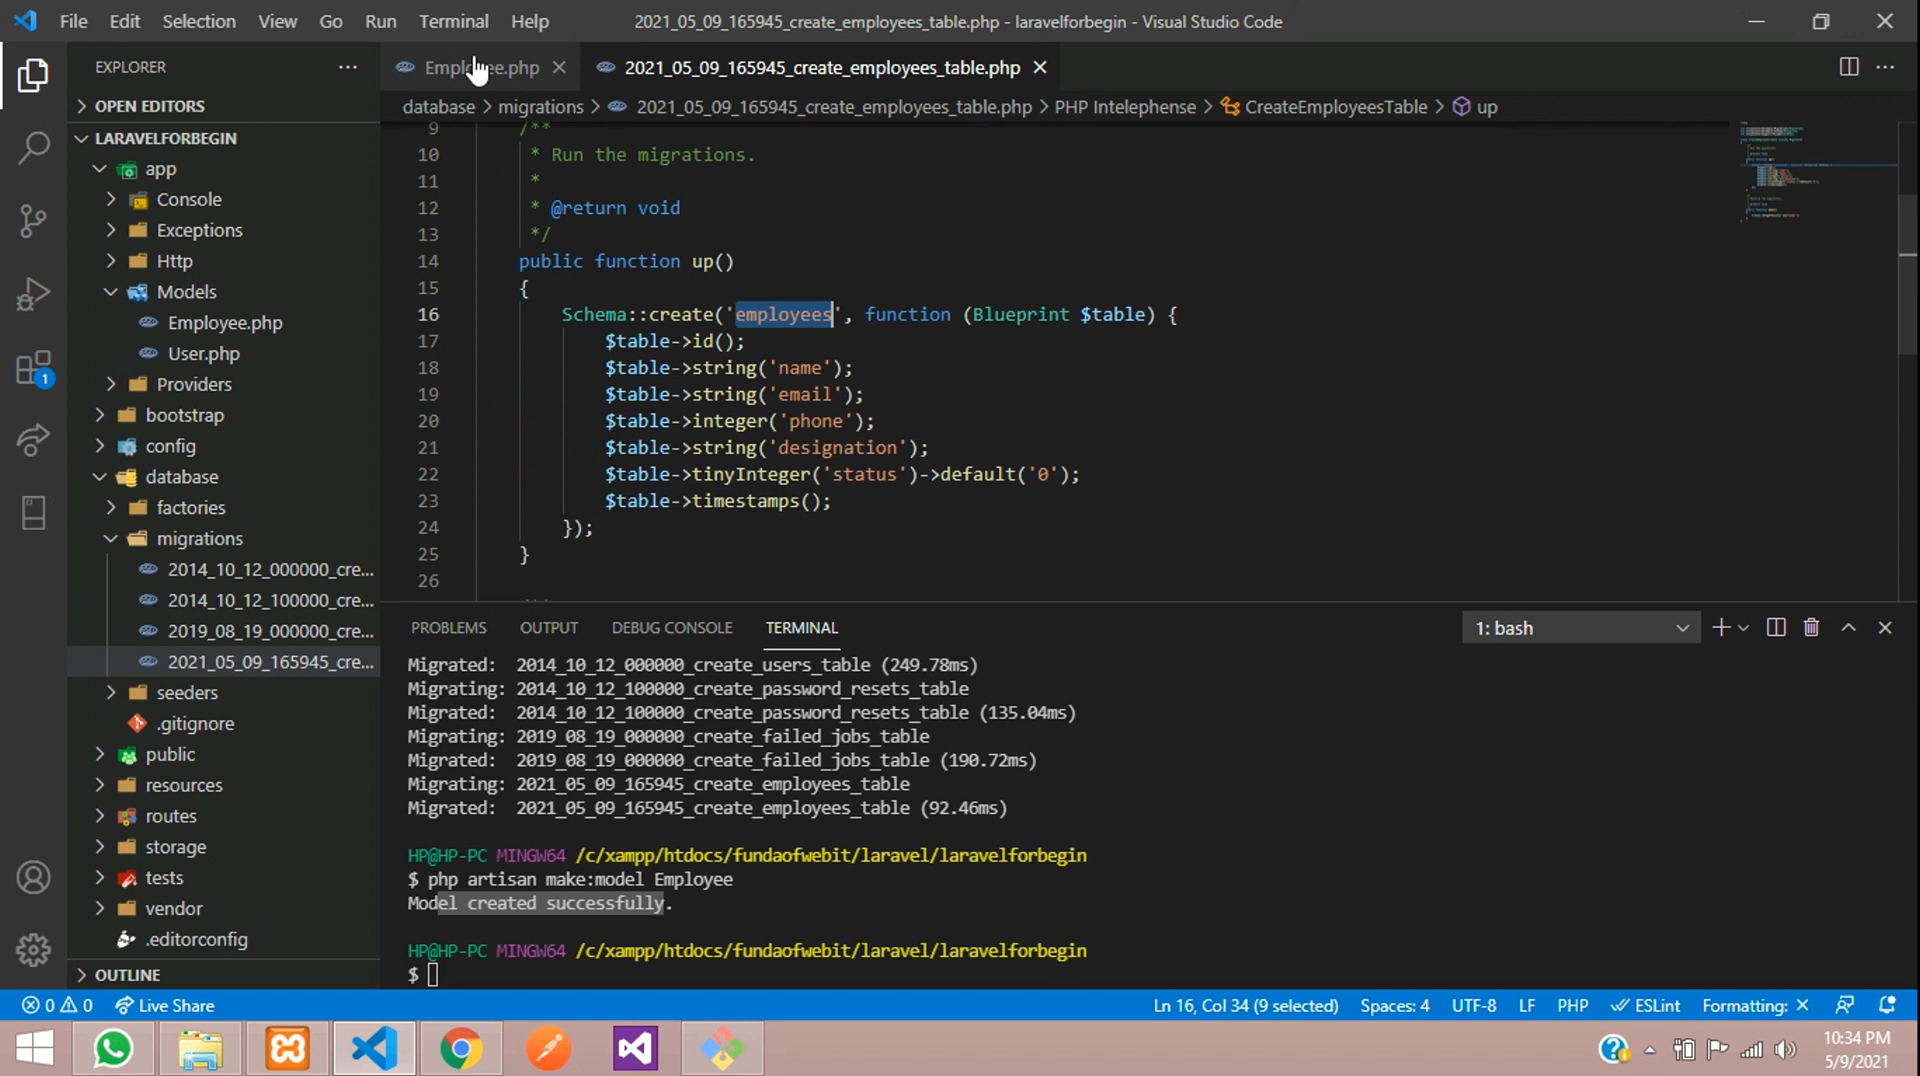 File Edit Selection View Go Run Terminal Help
2021_05_09_165945_create_employees_table.php - laravelforbegin - Visual Studio Code
EXPLORER
OPEN EDITORS
LARAVELFORBEGIN
app
Console
Exceptions
Http
Models
Employee.php
User.php
Providers
bootstrap
config
database
factories
migrations
2014_10_12_000000_cre...
2014_10_12_100000_cre...
2019_08_19_000000_cre...
2021_05_09_165945_cre...
seeders
.gitignore
public
resources
routes
storage
tests
vendor
.editorconfig
OUTLINE
1
Employee.php
2021_05_09_165945_create_employees_table.php
database > migrations > 2021_05_09_165945_create_employees_table.php > PHP Intelephense > CreateEmployeesTable > up
9 /**
10 * Run the migrations.
11 *
12 * @return void
13 */
14 public function up()
15 {
16 Schema::create('employees', function (Blueprint $table) {
17 $table->id();
18 $table->string('name');
19 $table->string('email');
20 $table->integer('phone');
21 $table->string('designation');
22 $table->tinyInteger('status')->default('0');
23 $table->timestamps();
24 });
25 }
26
PROBLEMS OUTPUT DEBUG CONSOLE TERMINAL
1: bash
Migrated: 2014_10_12_000000_create_users_table (249.78ms)
Migrating: 2014_10_12_100000_create_password_resets_table
Migrated: 2014_10_12_100000_create_password_resets_table (135.04ms)
Migrating: 2019_08_19_000000_create_failed_jobs_table
Migrated: 2019_08_19_000000_create_failed_jobs_table (190.72ms)
Migrating: 2021_05_09_165945_create_employees_table
Migrated: 2021_05_09_165945_create_employees_table (92.46ms)
HP@HP-PC MINGW64 /c/xampp/htdocs/fundaofwebit/laravel/laravelforbegin
$ php artisan make:model Employee
Model created successfully.
HP@HP-PC MINGW64 /c/xampp/htdocs/fundaofwebit/laravel/laravelforbegin
$
0 0 Live Share
Ln 16, Col 34 (9 selected) Spaces: 4 UTF-8 LF PHP ESLint Formatting: ×
10:34 PM
5/9/2021